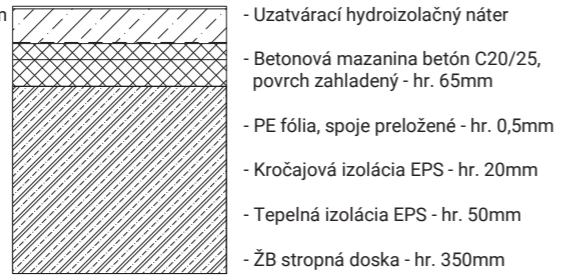 - Uzatvárací hydroizolačný náter
- Betonová mazanina betón C20/25,
povrch zahladený - hr. 65mm
- PE fólia, spoje preložené - hr. 0,5mm
- Kročajová izolácia EPS - hr. 20mm
- Tepelná izolácia EPS - hr. 50mm
- ŽB stropná doska - hr. 350mm